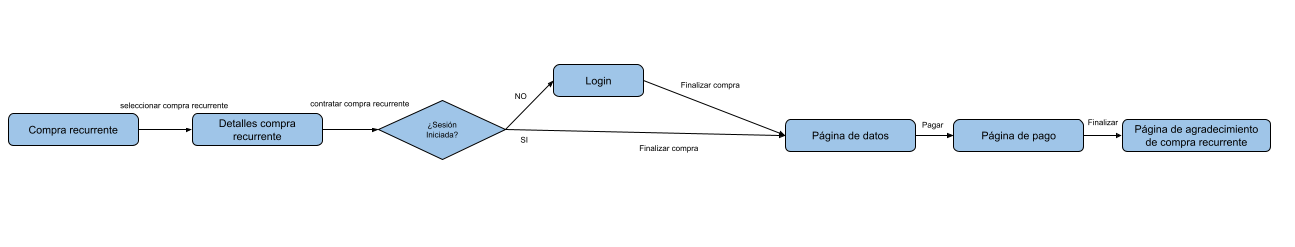 Compra recurrente
seleccionar compra recurrente
Detalles compra
recurrente
contratar compra recurrente
¿Sesión
Iniciada?
NO
Login
Finalizar compra
SI
Finalizar compra
Página de datos
Pagar
Página de pago
Finalizar
Página de agradecimiento
de compra recurrente